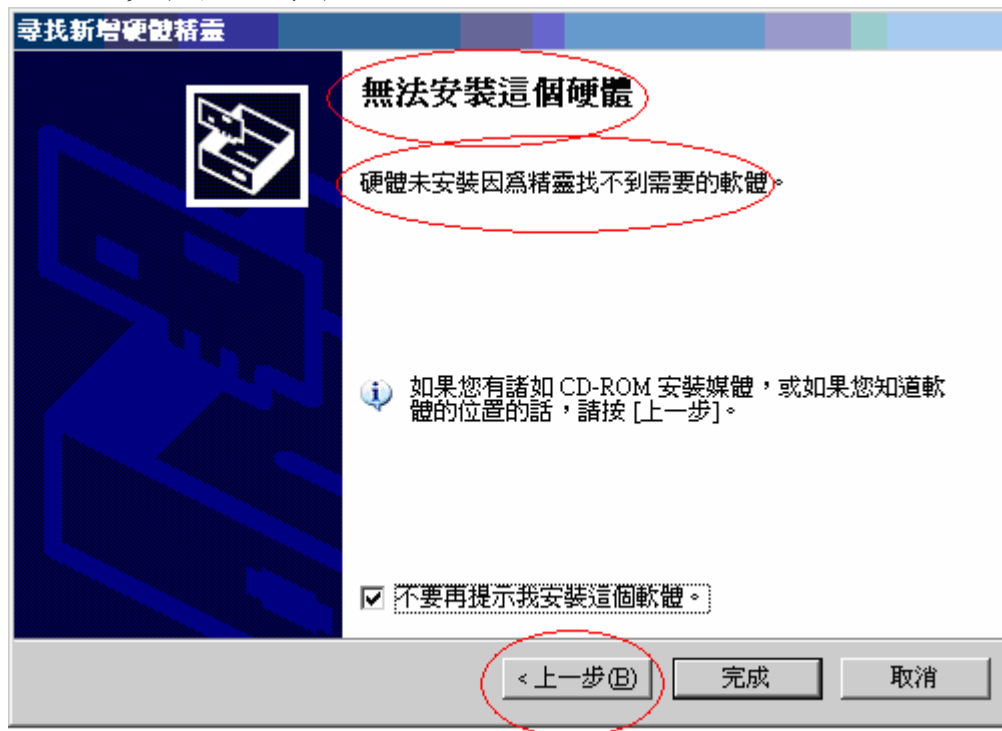 尋找新增硬體精靈
無法安裝這個硬體
硬體未安裝因爲精靈找不到需要的軟體。
如果您有諸如 CD-ROM 安裝媒體，或如果您知道軟
體的位置的話，請按 [上一步]。
不要再提示我安裝這個軟體。
< 上一步(B)
完成
取消